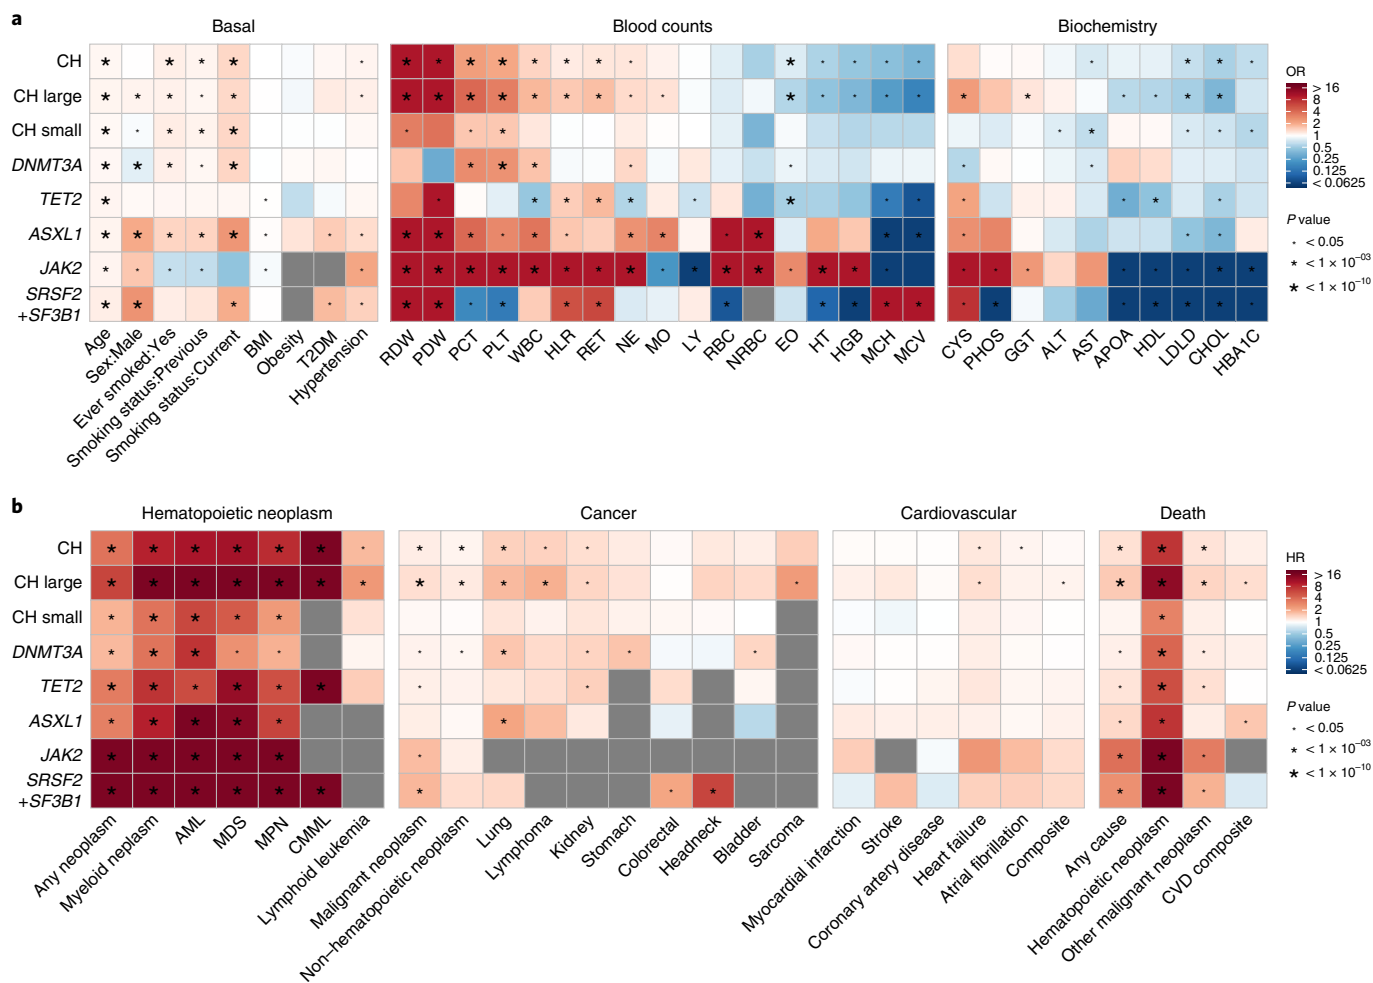 a
Basal
Blood counts
Biochemistry
CH
CH large
CH small
DNMT3A
TET2
ASXL1
JAK2
SRSF2
+SF3B1
Age
Sex:Male
Ever smoked:Yes
Smoking status:Previous
Smoking status:Current
BMI
Obesity
T2DM
Hypertension
RDW
PDW
PCT
PLT
WBC
HLR
RET
NE
MO
LY
RBC
NRBC
EO
HT
HGB
MCH
MCV
CYS
PHOS
GGT
ALT
AST
APOA
HDL
LDLD
CHOL
HBA1C
OR
> 16
8
4
2
1
0.5
0.25
0.125
< 0.0625
P value
* < 0.05
* < 1 × 10⁻⁰³
* < 1 × 10⁻¹⁰
b
Hematopoietic neoplasm
Cancer
Cardiovascular
Death
CH
CH large
CH small
DNMT3A
TET2
ASXL1
JAK2
SRSF2
+SF3B1
Any neoplasm
Myeloid neplasm
AML
MDS
MPN
CMML
Lymphoid leukemia
Malignant neoplasm
Non–hematopoietic neoplasm
Lung
Lymphoma
Kidney
Stomach
Colorectal
Headneck
Bladder
Sarcoma
Myocardial infarction
Stroke
Coronary artery disease
Heart failure
Atrial fibrillation
Composite
Any cause
Hematopoietic neoplasm
Other malignant neoplasm
CVD composite
HR
> 16
8
4
2
1
0.5
0.25
0.125
< 0.0625
P value
* < 0.05
* < 1 × 10⁻⁰³
* < 1 × 10⁻¹⁰